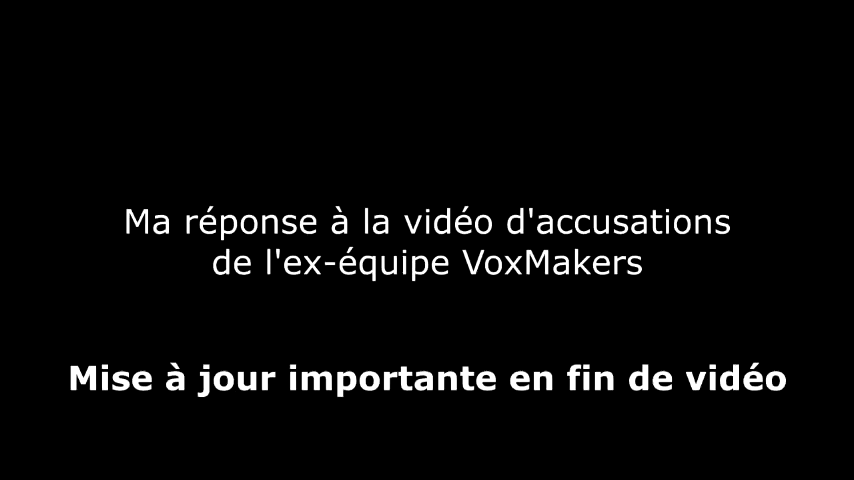 Ma réponse à la vidéo d'accusations
de l'ex-équipe VoxMakers
Mise à jour importante en fin de vidéo